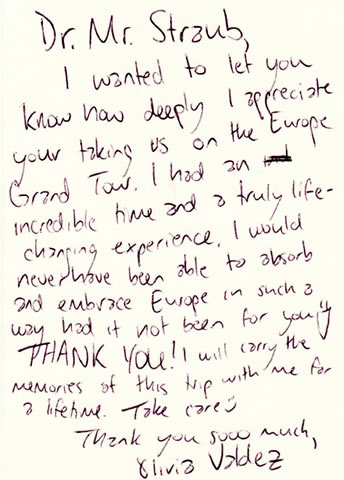 Dr. Mr. Straub,
I wanted to let you
know how deeply I appreciate
your taking us on the Europe
Grand Tour. I had an
incredible time and a truly life-
changing experience. I would
never have been able to absorb
and embrace Europe in such a
way had it not been for you!
THANK YOU! I will carry the
memories of this trip with me for
a lifetime. Take care
Thank you sooo much,
Olivia Valdez